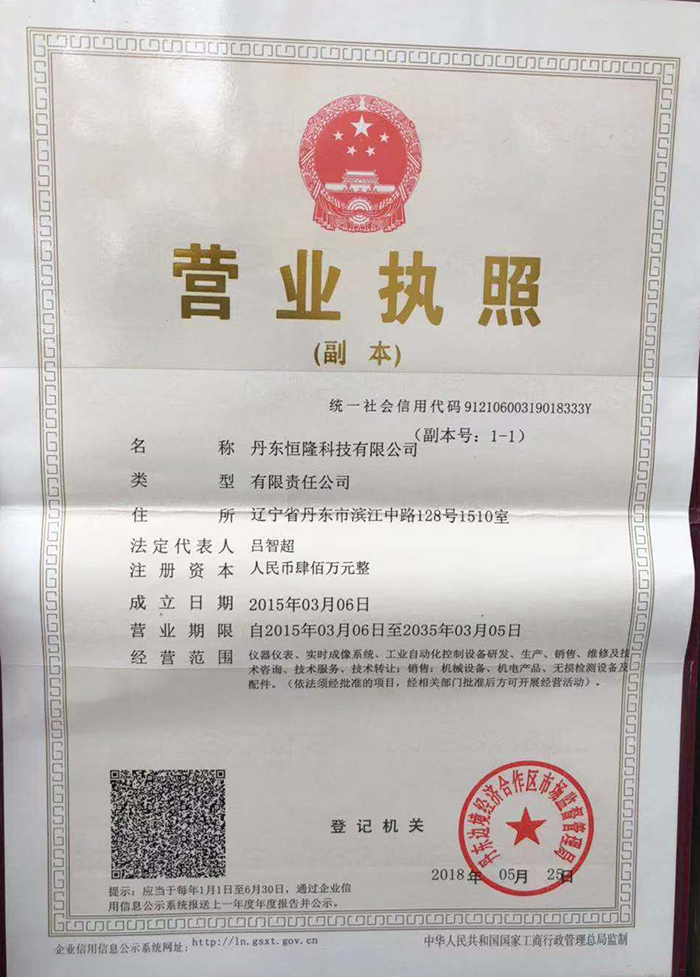 营业执照
(副本)
统一社会信用代码 91210600319018333Y
（副本号：1-1）
名称 丹东恒隆科技有限公司
类型 有限责任公司
住所 辽宁省丹东市滨江中路128号1510室
法定代表人 吕智超
注册资本 人民币肆佰万元整
成立日期 2015年03月06日
营业期限 自2015年03月06日至2035年03月05日
经营范围 仪器仪表、实时成像系统、工业自动化控制设备研发、生产、销售、维修及技
术咨询、技术服务、技术转让；销售：机械设备、机电产品、无损检测设备及
配件。（依法须经批准的项目，经相关部门批准后方可开展经营活动）。
登记机关
丹东边境经济合作区市场监督管理局
2018年 05月 25日
提示：应当于每年1月1日至6月30日，通过企业信
用信息公示系统报送上一年度年度报告并公示。
企业信用信息公示系统网址：http://ln.gsxt.gov.cn
中华人民共和国国家工商行政管理总局监制